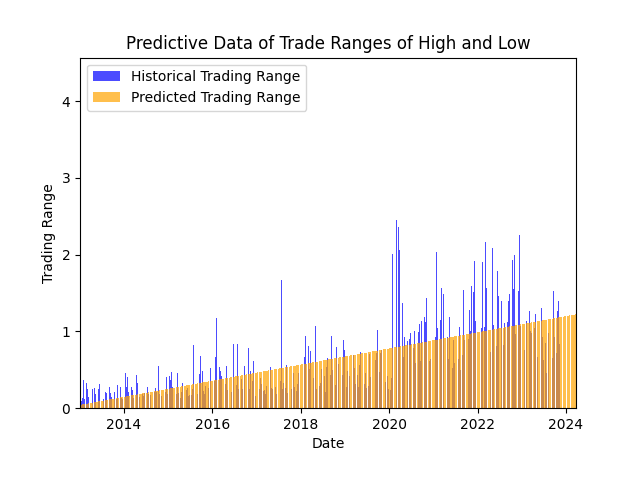 Predictive Data of Trade Ranges of High and Low
Historical Trading Range
Predicted Trading Range
4
3
2
1
0
Trading Range
2014 2016 2018 2020 2022 2024
Date